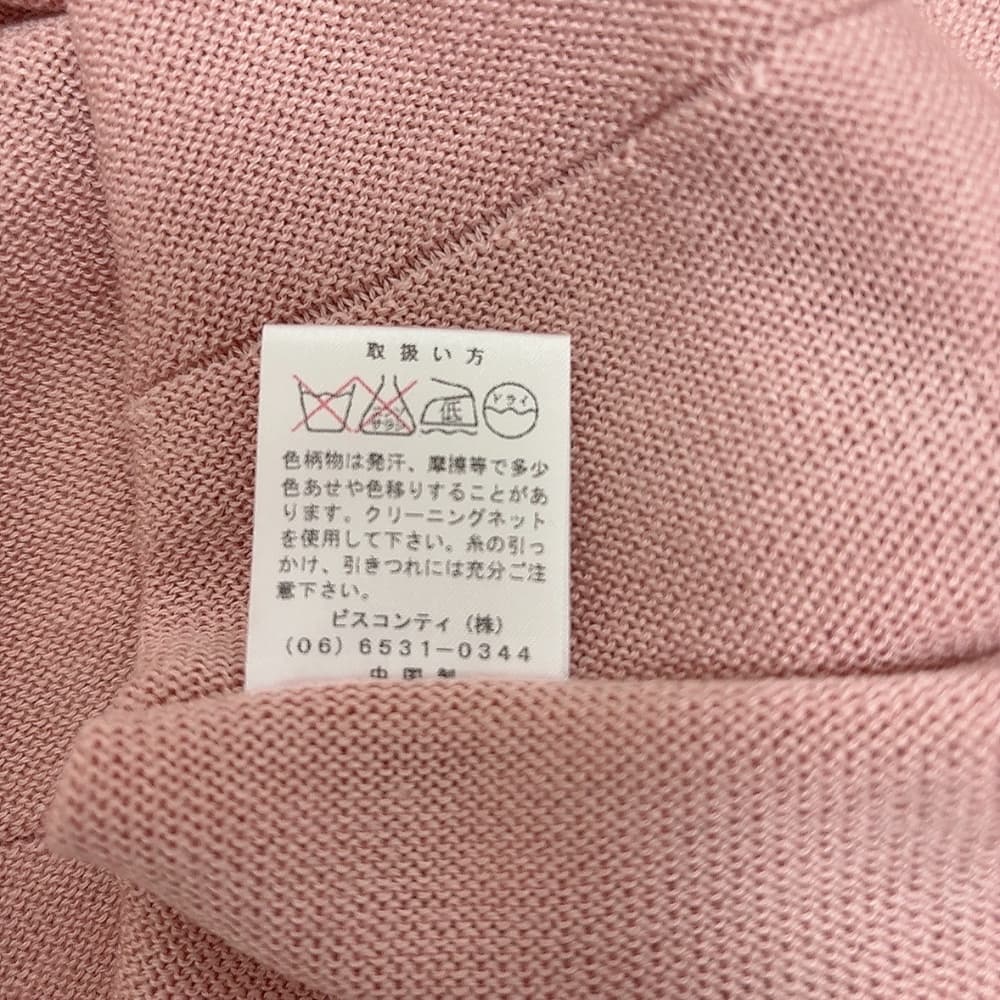 取扱い方
低 ドライ
色柄物は発汗、摩擦等で多少
色あせや色移りすることがあ
ります。クリーニングネット
を使用して下さい。糸の引っ
かけ、引きつれには充分ご注
意下さい。
ビスコンティ（株）
(06) 6531-0344
中国製